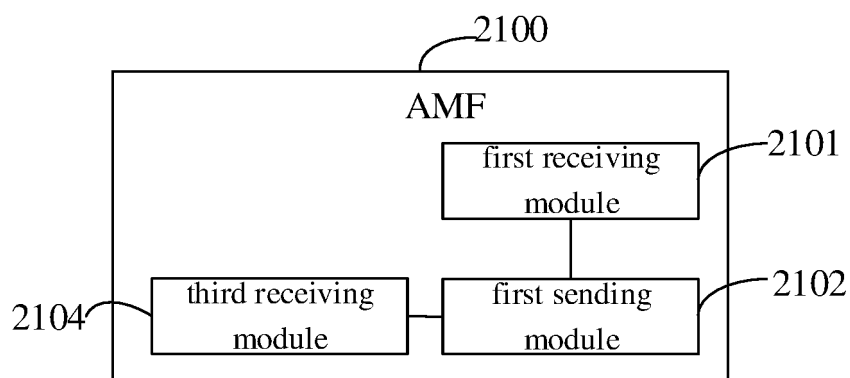 2100
AMF
first receiving
module
2101
third receiving
module
2104
first sending
module
2102